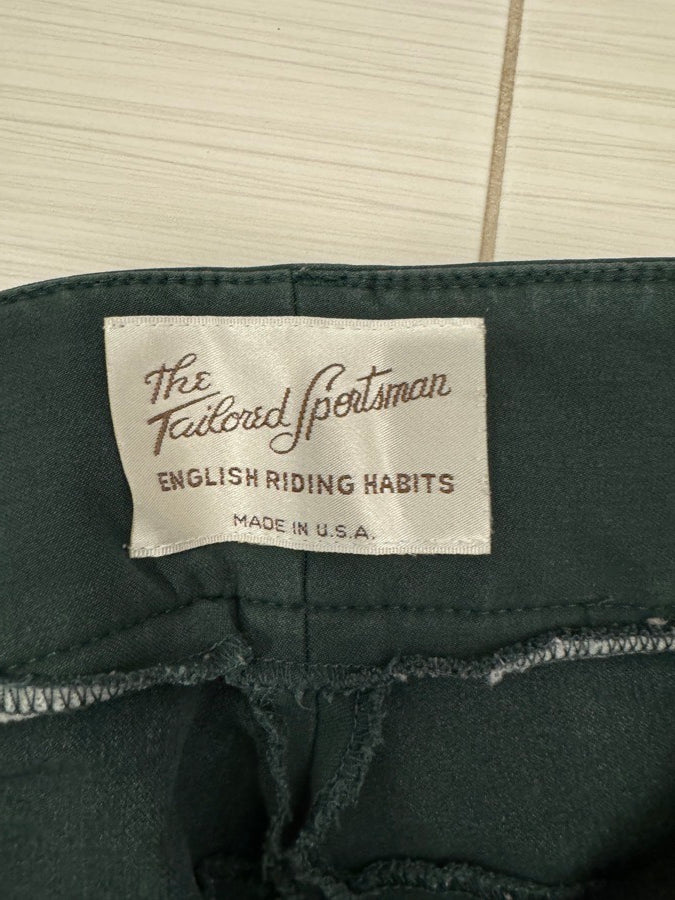 The
Tailored Sportsman
ENGLISH RIDING HABITS
MADE IN U.S.A.